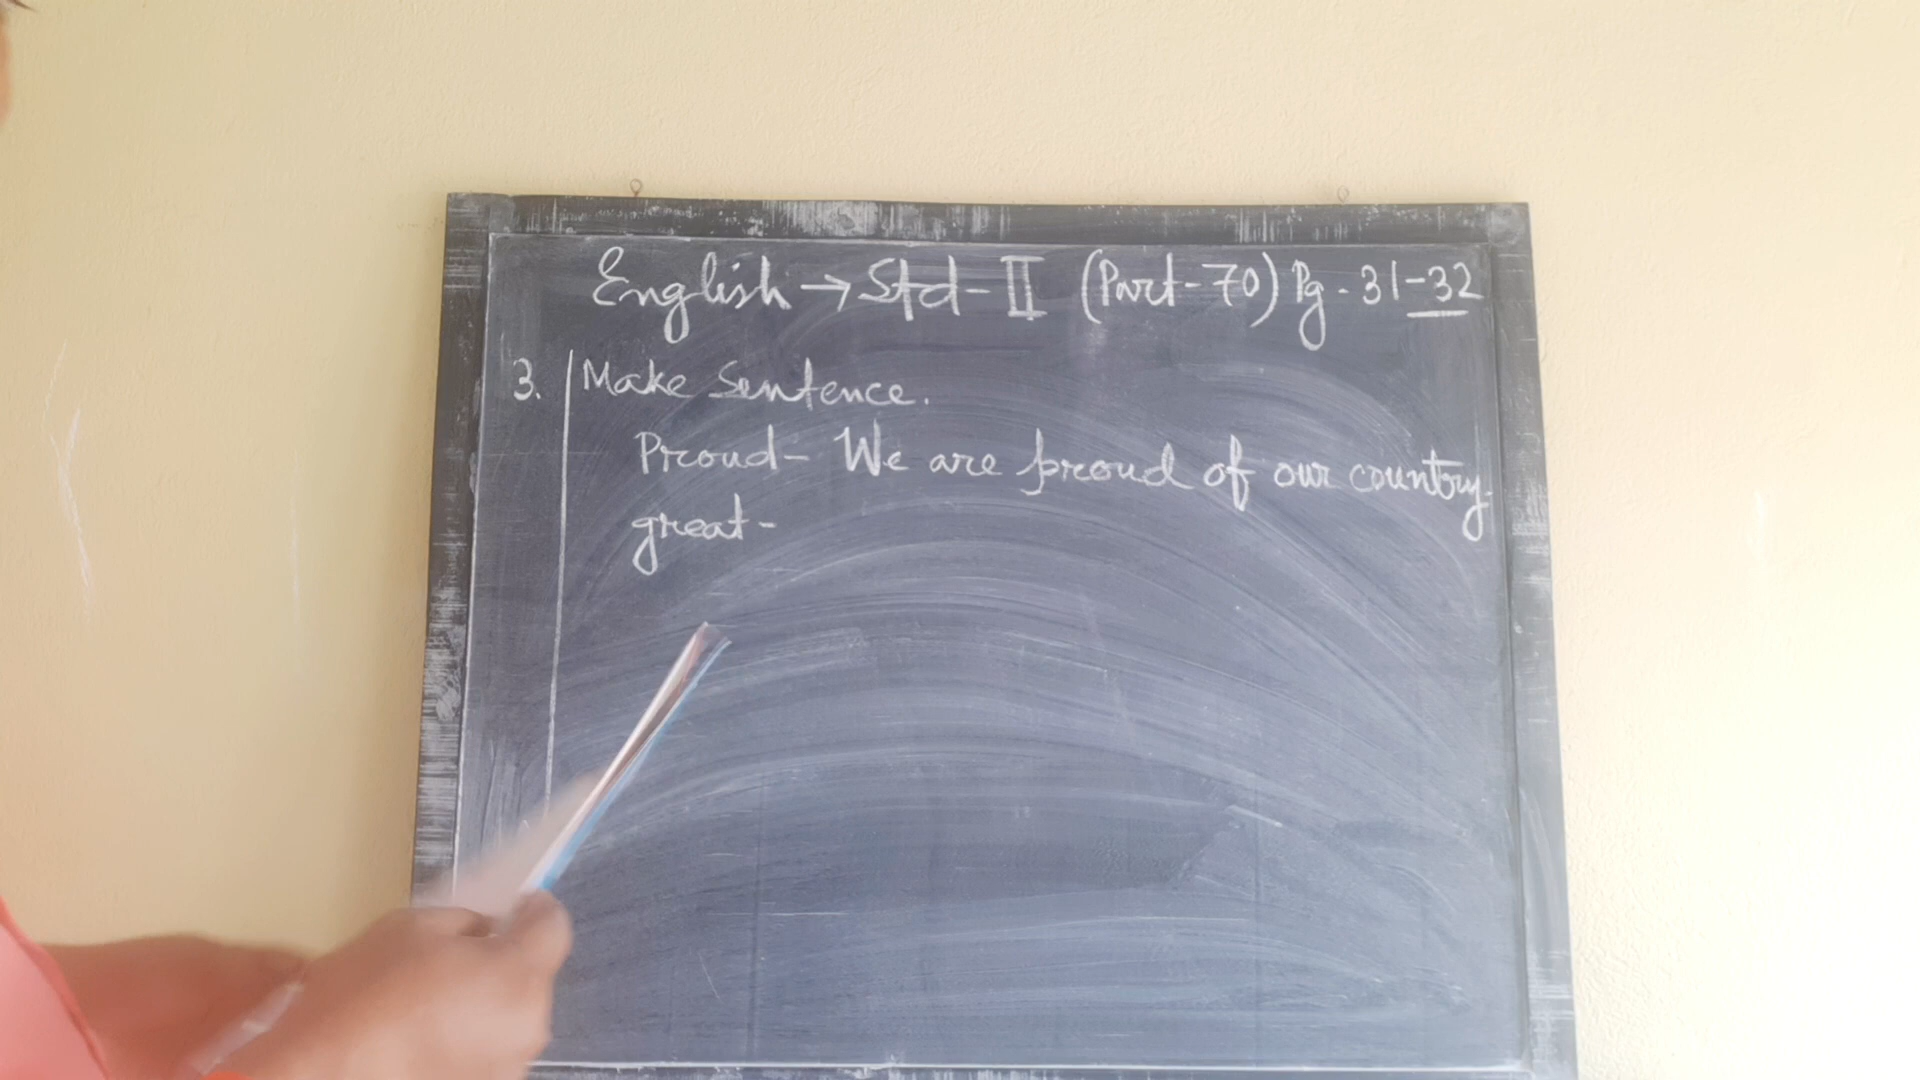 English → Std - II (Part - 70) Pg - 31-32
3. Make Sentence.
Proud - We are proud of our country.
great -